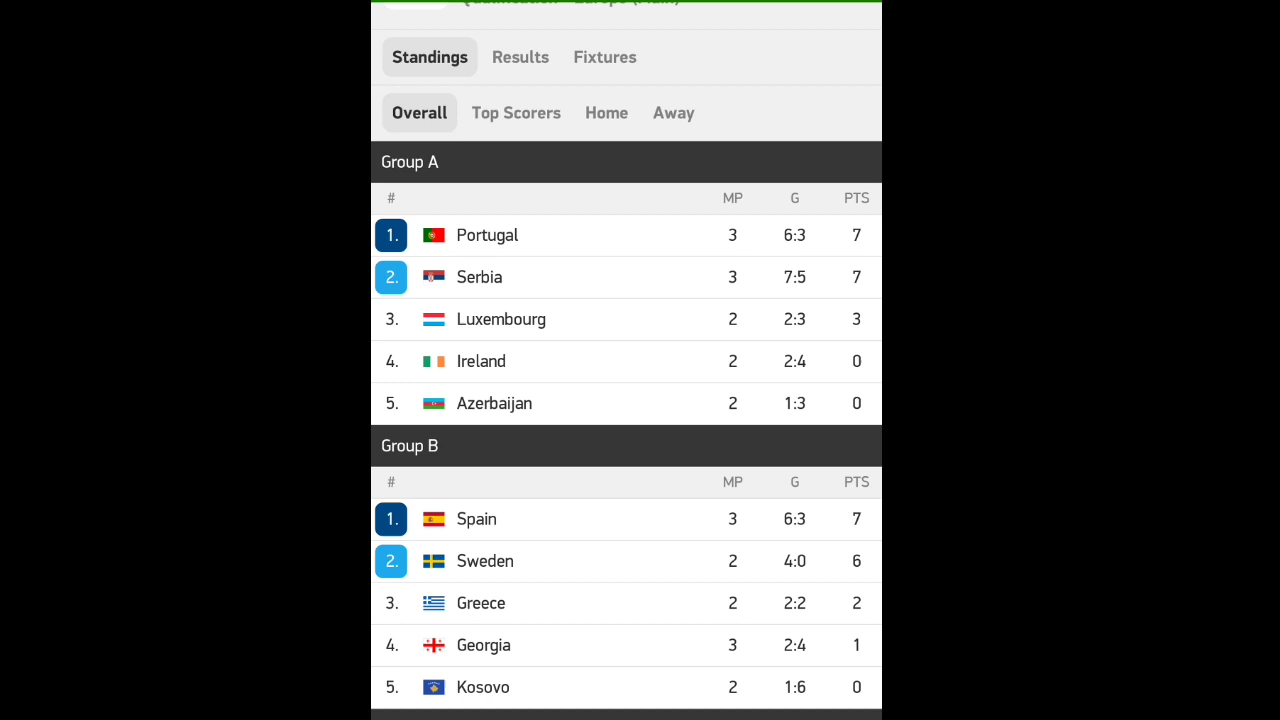 Standings Results Fixtures
Overall Top Scorers Home Away
Group A
# MP G PTS
1. Portugal 3 6:3 7
2. Serbia 3 7:5 7
3. Luxembourg 2 2:3 3
4. Ireland 2 2:4 0
5. Azerbaijan 2 1:3 0
Group B
# MP G PTS
1. Spain 3 6:3 7
2. Sweden 2 4:0 6
3. Greece 2 2:2 2
4. Georgia 3 2:4 1
5. Kosovo 2 1:6 0